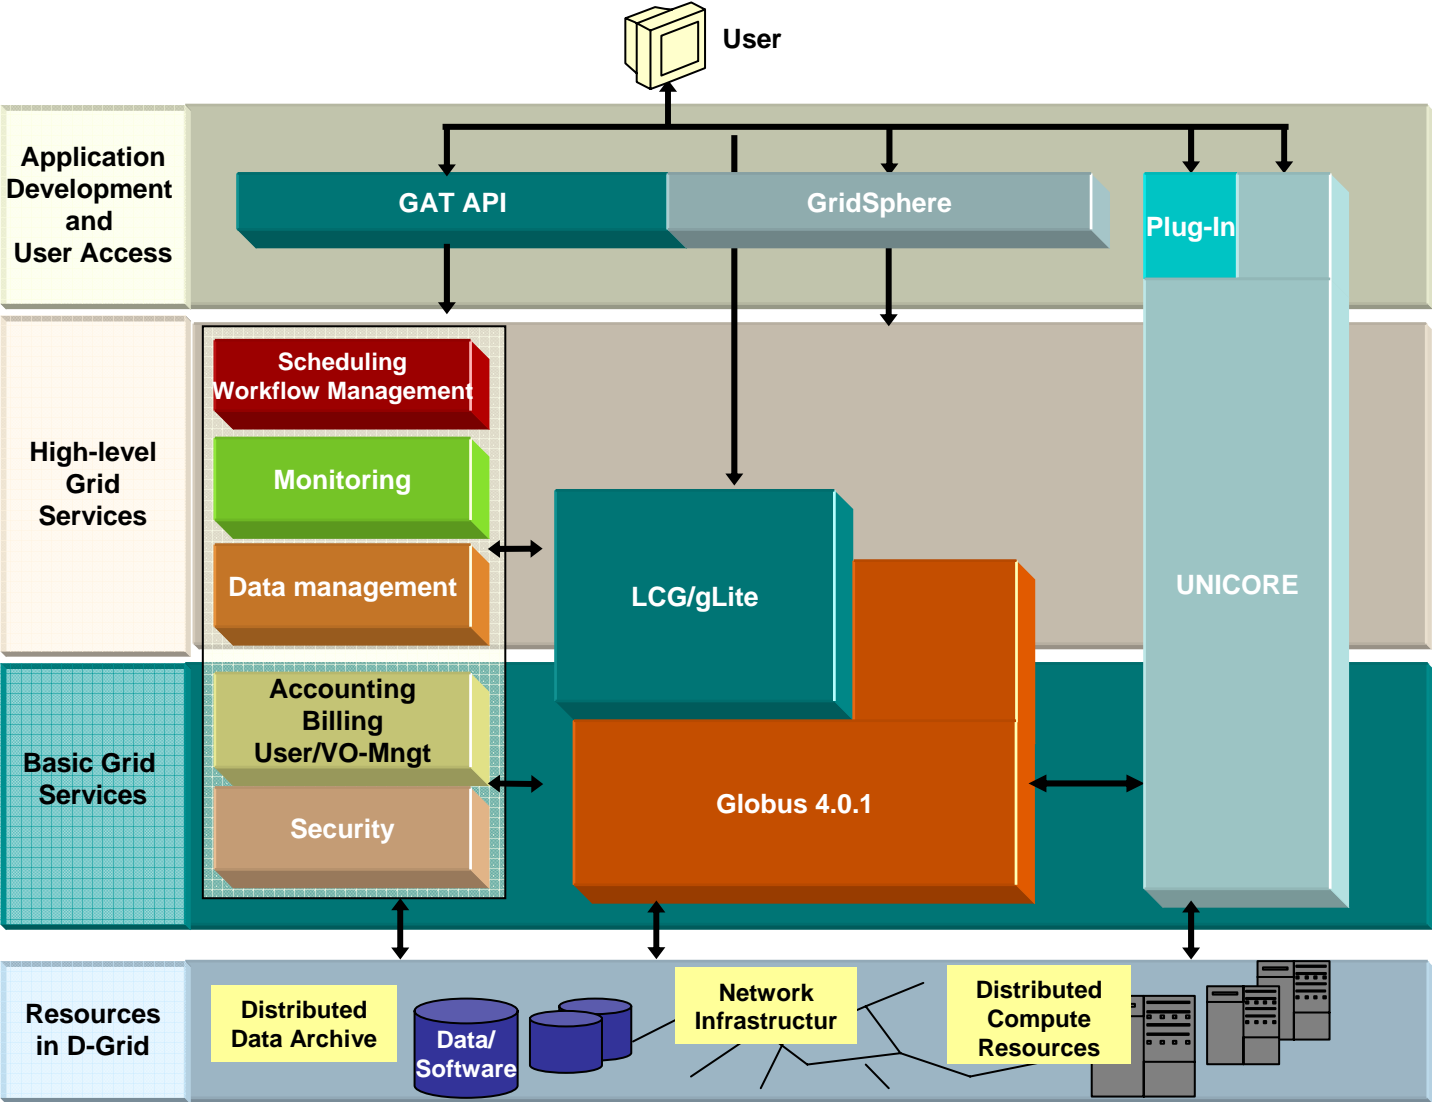 User
Application
Development
and
User Access
GAT API
GridSphere
Plug-In
High-level
Grid
Services
Scheduling
Workflow Management
Monitoring
Data management
LCG/gLite
UNICORE
Basic Grid
Services
Accounting
Billing
User/VO-Mngt
Security
Globus 4.0.1
Resources
in D-Grid
Distributed
Data Archive
Data/
Software
Network
Infrastructur
Distributed
Compute
Resources